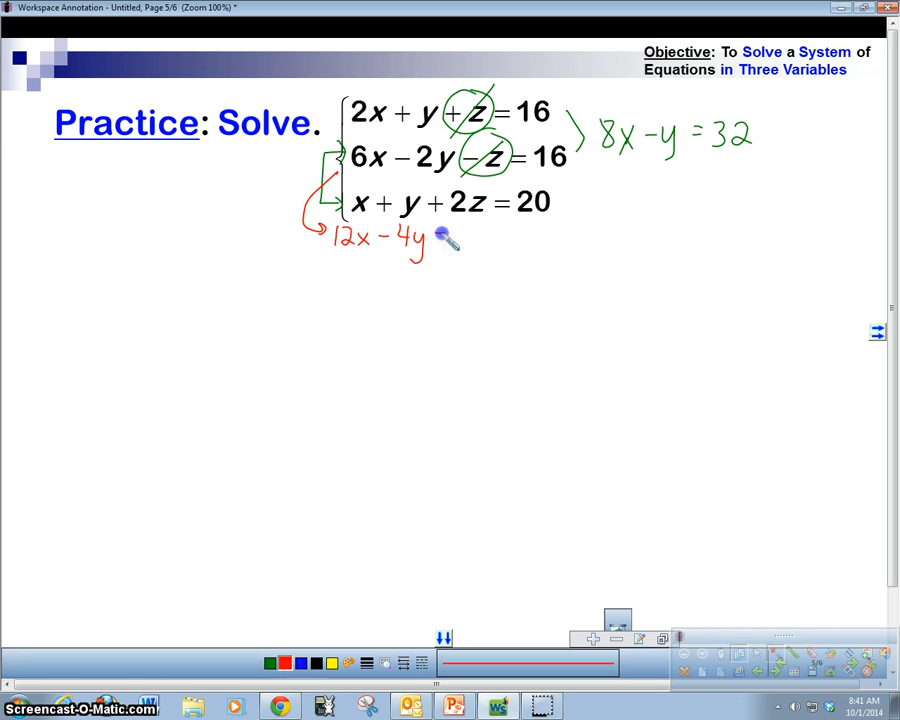 Workspace Annotation - Untitled, Page 5/6 (Zoom 100%) *
Objective: To Solve a System of
Equations in Three Variables
Practice: Solve.
2x + y + z = 16
6x − 2y − z = 16
x + y + 2z = 20
8x − y = 32
12x − 4y
5/6
Screencast-O-Matic.com
8:41 AM
10/1/2014